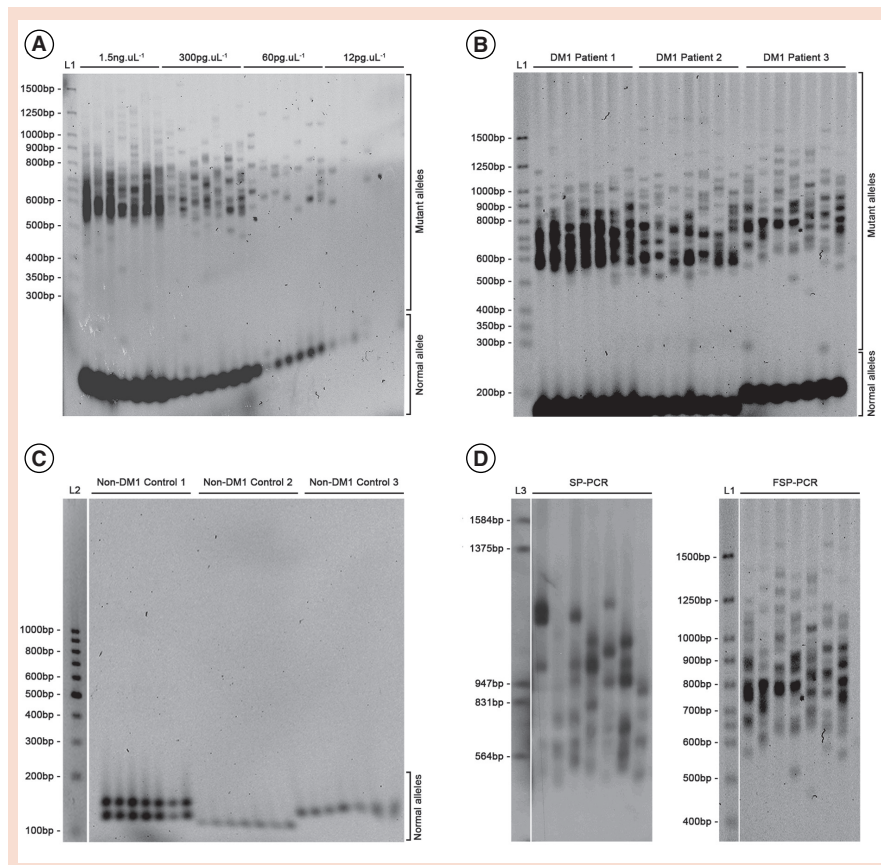 A
1.5ng.uL-1 300pg.uL-1 60pg.uL-1 12pg.uL-1
L1
1500bp
1250bp
1000bp
900bp
800bp
600bp
500bp
400bp
350bp
300bp
Mutant alleles
Normal allele
B
DM1 Patient 1 DM1 Patient 2 DM1 Patient 3
L1
1500bp
1250bp
1000bp
900bp
800bp
600bp
500bp
400bp
350bp
300bp
200bp
Mutant alleles
Normal alleles
C
L2 Non-DM1 Control 1 Non-DM1 Control 2 Non-DM1 Control 3
1000bp
800bp
600bp
500bp
400bp
300bp
200bp
100bp
Normal alleles
D
L3 SP-PCR
1584bp
1375bp
947bp
831bp
564bp
L1 FSP-PCR
1500bp
1250bp
1000bp
900bp
800bp
700bp
600bp
500bp
400bp